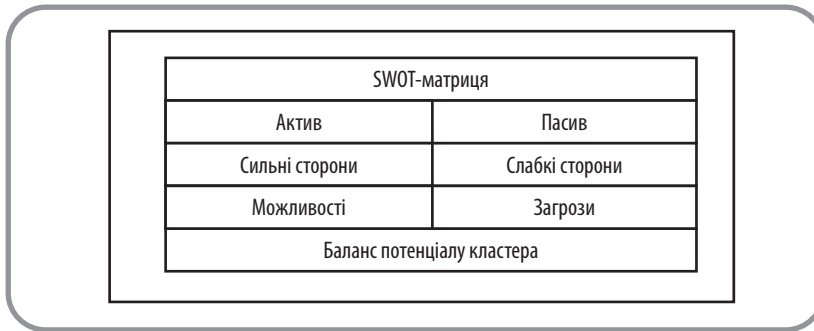 SWOT-матриця
Актив Пасив
Сильні сторони Слабкі сторони
Можливості Загрози
Баланс потенціалу кластера